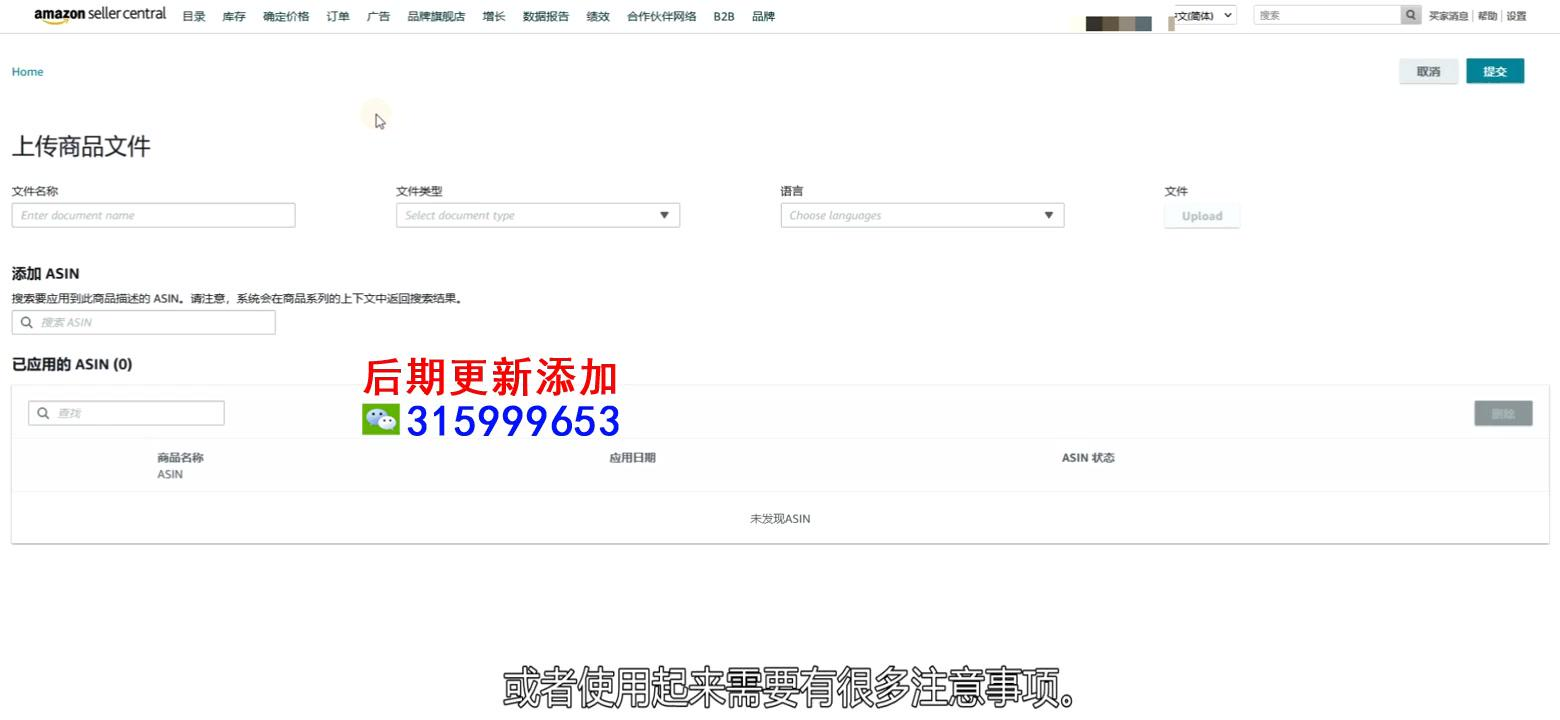 amazon seller central 目录 库存 确定价格 订单 广告 品牌旗舰店 增长 数据报告 绩效 合作伙伴网络 B2B 品牌 文(简体) 搜索 买家消息 | 帮助 | 设置
Home 取消 提交
上传商品文件
文件名称 文件类型 语言 文件
Enter document name Select document type Choose languages Upload
添加 ASIN
搜索要应用到此商品描述的 ASIN。请注意，系统会在商品系列的上下文中返回搜索结果。
搜索 ASIN
已应用的 ASIN (0)
后期更新添加
查找 删除
315999653
商品名称 应用日期 ASIN 状态
ASIN
未发现ASIN
或者使用起来需要有很多注意事项。